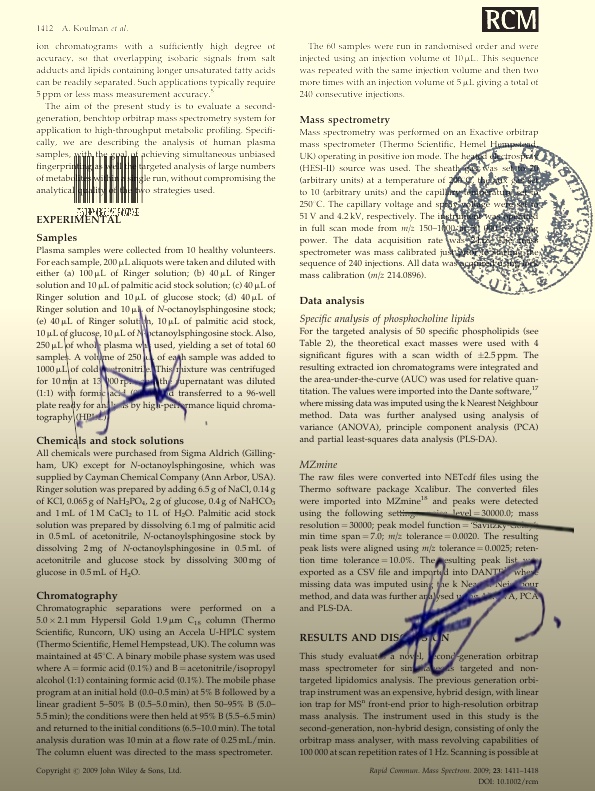 1412 A. Koulman et al.
RCM
ion chromatograms with a sufficiently high degree of
accuracy, so that overlapping isobaric signals from salt
adducts and lipids containing longer unsaturated fatty acids
can be readily separated. Such applications typically require
5 ppm or less mass measurement accuracy.⁵
The aim of the present study is to evaluate a second-
generation, benchtop orbitrap mass spectrometry system for
application to high-throughput metabolic profiling. Specifi-
cally, we are describing the analysis of human plasma
samples, with the goal of achieving simultaneous unbiased
fingerprinting as well as targeted analysis of large numbers
of metabolites within a single run, without compromising the
analytical quality of the two strategies used.
EXPERIMENTAL
Samples
Plasma samples were collected from 10 healthy volunteers.
For each sample, 200 µL aliquots were taken and diluted with
either (a) 100 µL of Ringer solution; (b) 40 µL of Ringer
solution and 10 µL of palmitic acid stock solution; (c) 40 µL of
Ringer solution and 10 µL of glucose stock; (d) 40 µL of
Ringer solution and 10 µL of N-octanoylsphingosine stock;
(e) 40 µL of Ringer solution, 10 µL of palmitic acid stock,
10 µL of glucose, 10 µL of N-octanoylsphingosine stock. Also,
250 µL of whole plasma was used, yielding a set of total 60
samples. A volume of 250 µL of each sample was added to
1000 µL of cold acetonitrile. This mixture was centrifuged
for 10 min at 13 rpm supernatant was diluted
(1:1) with formic acid and transferred to a 96-well
plate ready for analysis by high-performance liquid chroma-
tography (HPLC).
Chemicals and stock solutions
All chemicals were purchased from Sigma Aldrich (Gilling-
ham, UK) except for N-octanoylsphingosine, which was
supplied by Cayman Chemical Company (Ann Arbor, USA).
Ringer solution was prepared by adding 6.5 g of NaCl, 0.14 g
of KCl, 0.065 g of NaH₂PO₄, 2 g of glucose, 0.4 g of NaHCO₃
and 1 mL of 1 M CaCl₂ to 1 L of H₂O. Palmitic acid stock
solution was prepared by dissolving 6.1 mg of palmitic acid
in 0.5 mL of acetonitrile, N-octanoylsphingosine stock by
dissolving 2 mg of N-octanoylsphingosine in 0.5 mL of
acetonitrile and glucose stock by dissolving 300 mg of
glucose in 0.5 mL of H₂O.
Chromatography
Chromatographic separations were performed on a
5.0 × 2.1 mm Hypersil Gold 1.9 µm C₁₈ column (Thermo
Scientific, Runcorn, UK) using an Accela U-HPLC system
(Thermo Scientific, Hemel Hempstead, UK). The column was
maintained at 45°C. A binary mobile phase system was used
where A = formic acid (0.1%) and B = acetonitrile/isopropyl
alcohol (1:1) containing formic acid (0.1%). The mobile phase
program at an initial hold (0.0–0.5 min) at 5% B followed by a
linear gradient 5–50% B (0.5–5.0 min), then 50–95% B (5.0–
5.5 min); the conditions were then held at 95% B (5.5–6.5 min)
and returned to the initial conditions (6.5–10.0 min). The total
analysis duration was 10 min at a flow rate of 0.25 mL/min.
The column eluent was directed to the mass spectrometer.
The 60 samples were run in randomised order and were
injected using an injection volume of 10 µL. This sequence
was repeated with the same injection volume and then two
more times with an injection volume of 5 µL giving a total of
240 consecutive injections.
Mass spectrometry
Mass spectrometry was performed on an Exactive orbitrap
mass spectrometer (Thermo Scientific, Hemel Hempstead,
UK) operating in positive ion mode. The heated electrospray
(HESI-II) source was used. The sheath gas was set to
(arbitrary units) at a temperature of the aux gas set
to 10 (arbitrary units) and the capillary temperature set to
250°C. The capillary voltage and spray voltage were
51 V and 4.2 kV, respectively. The instrument was operated
in full scan mode from m/z 150–
power. The data acquisition rate was The mass
spectrometer was mass calibrated just
sequence of 240 injections. All data was acquired using
mass calibration (m/z 214.0896).
Data analysis
Specific analysis of phosphocholine lipids
For the targeted analysis of 50 specific phospholipids (see
Table 2), the theoretical exact masses were used with 4
significant figures with a scan width of ±2.5 ppm. The
resulting extracted ion chromatograms were integrated and
the area-under-the-curve (AUC) was used for relative quan-
titation. The values were imported into the Dante software,¹⁷
where missing data was imputed using the k Nearest Neighbour
method. Data was further analysed using analysis of
variance (ANOVA), principle component analysis (PCA)
and partial least-squares data analysis (PLS-DA).
MZmine
The raw files were converted into NETcdf files using the
Thermo software package Xcalibur. The converted files
were imported into MZmine¹⁸ and peaks were detected
using the following level = 30000.0; mass
resolution = 30000; peak model function = 'Savitzky
min time span = 7.0; m/z tolerance = 0.0020. The resulting
peak lists were aligned using m/z tolerance = 0.0025; reten-
tion time tolerance = 10.0%. The resulting peak list was
exported as a CSV file and imported into DANTE, where
missing data was imputed using the k Nearest Neighbour
method, and data was further analysed using ANOVA, PCA
and PLS-DA.
RESULTS AND DISCUSSION
This study evaluated a novel, second-generation orbitrap
mass spectrometer for simultaneous targeted and non-
targeted lipidomics analysis. The previous generation orbi-
trap instrument was an expensive, hybrid design, with linear
ion trap for MSⁿ front-end prior to high-resolution orbitrap
mass analysis. The instrument used in this study is the
second-generation, non-hybrid design, consisting of only the
orbitrap mass analyser, with mass revolving capabilities of
100 000 at scan repetition rates of 1 Hz. Scanning is possible at
Copyright © 2009 John Wiley & Sons, Ltd.
Rapid Commun. Mass Spectrom. 2009; 23: 1411–1418
DOI: 10.1002/rcm